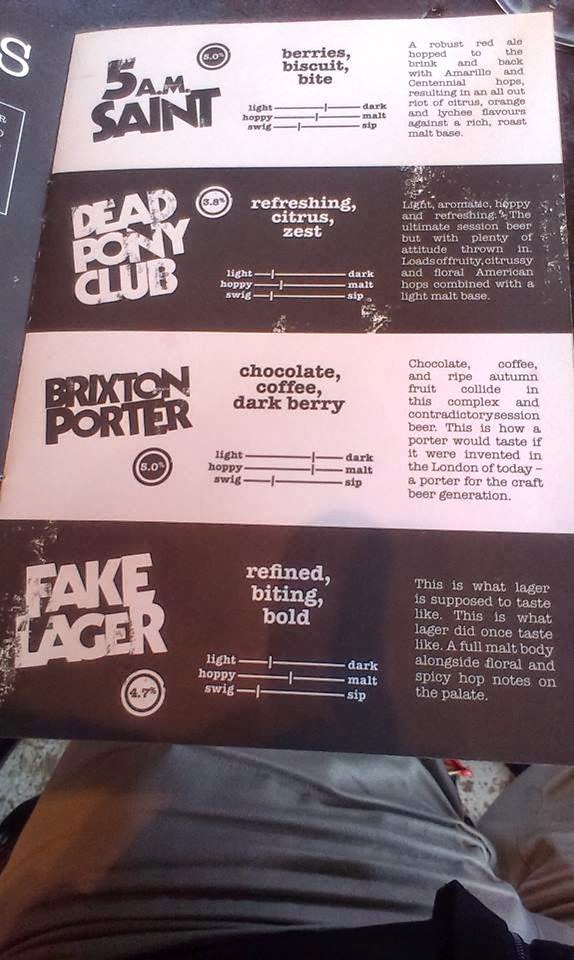 S
R
5 A.M.
SAINT
5.0%
berries,
biscuit,
bite
light dark
hoppy malt
swig sip
A robust red ale
hopped to the
brink and back
with Amarillo and
Centennial hops,
resulting in an all out
riot of citrus, orange
and lychee flavours
against a rich, roast
malt base.
DEAD
PONY
CLUB
3.8%
refreshing,
citrus,
zest
light dark
hoppy malt
swig sip
Light, aromatic, hoppy
and refreshing. The
ultimate session beer
but with plenty of
attitude thrown in.
Loads of fruity, citrussy
and floral American
hops combined with a
light malt base.
BRIXTON
PORTER
5.0%
chocolate,
coffee,
dark berry
light dark
hoppy malt
swig sip
Chocolate, coffee,
and ripe autumn
fruit collide in
this complex and
contradictory session
beer. This is how a
porter would taste if
it were invented in
the London of today –
a porter for the craft
beer generation.
FAKE
LAGER
4.7%
refined,
biting,
bold
light dark
hoppy malt
swig sip
This is what lager
is supposed to taste
like. This is what
lager did once taste
like. A full malt body
alongside floral and
spicy hop notes on
the palate.